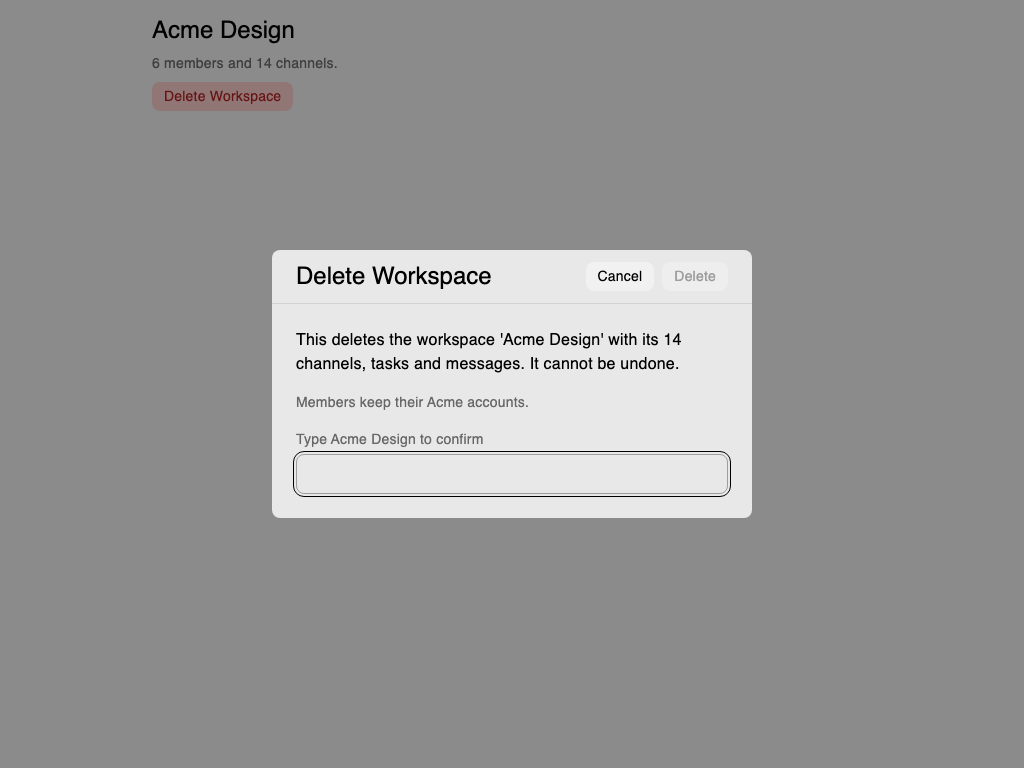 Acme Design
6 members and 14 channels.
Delete Workspace
Delete Workspace
Cancel
Delete
This deletes the workspace 'Acme Design' with its 14
channels, tasks and messages. It cannot be undone.
Members keep their Acme accounts.
Type Acme Design to confirm